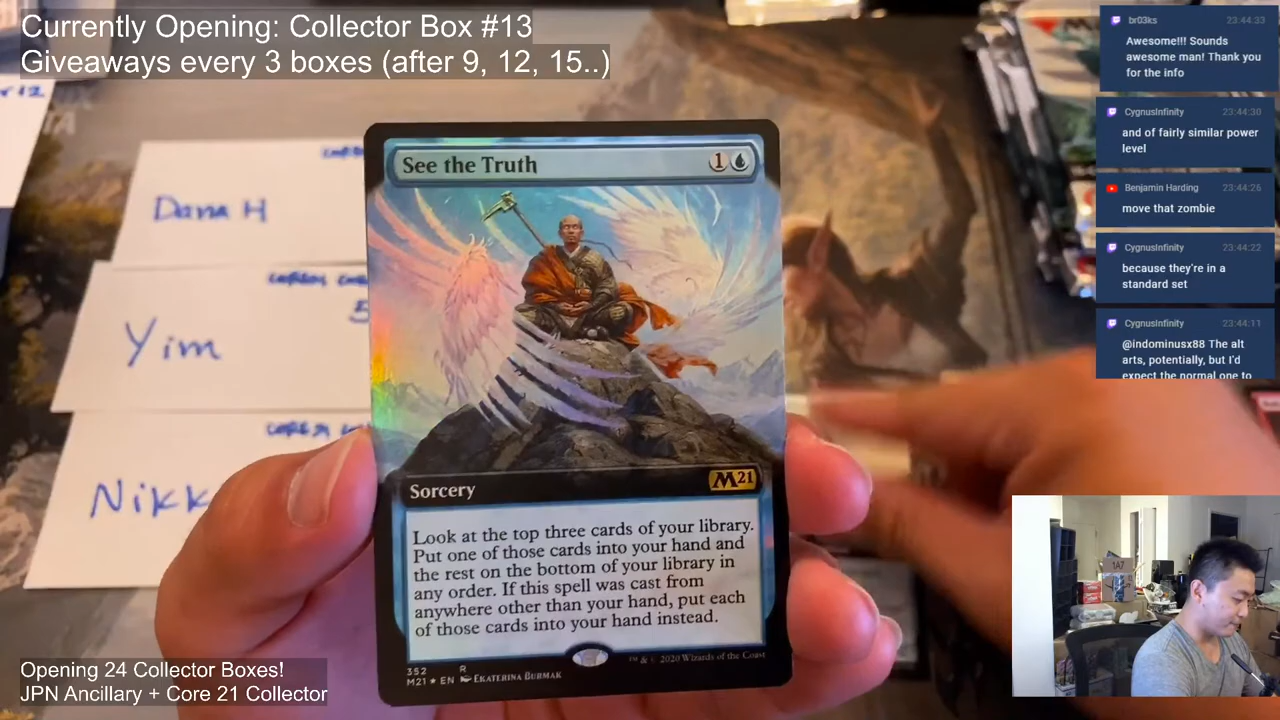 Currently Opening: Collector Box #13
Giveaways every 3 boxes (after 9, 12, 15..)
Dana H
Yim
5
Nikk
See the Truth
1
Sorcery
M21
Look at the top three cards of your library.
Put one of those cards into your hand and
the rest on the bottom of your library in
any order. If this spell was cast from
anywhere other than your hand, put each
of those cards into your hand instead.
352 R
M21 ★ EN EKATERINA BURMAK
™ & © 2020 Wizards of the Coast
br03ks 23:44:33
Awesome!!! Sounds
awesome man! Thank you
for the info
CygnusInfinity 23:44:30
and of fairly similar power
level
Benjamin Harding 23:44:26
move that zombie
CygnusInfinity 23:44:22
because they're in a
standard set
CygnusInfinity 23:44:11
@indominusx88 The alt
arts, potentially, but I'd
expect the normal one to
1A7
Opening 24 Collector Boxes!
JPN Ancillary + Core 21 Collector